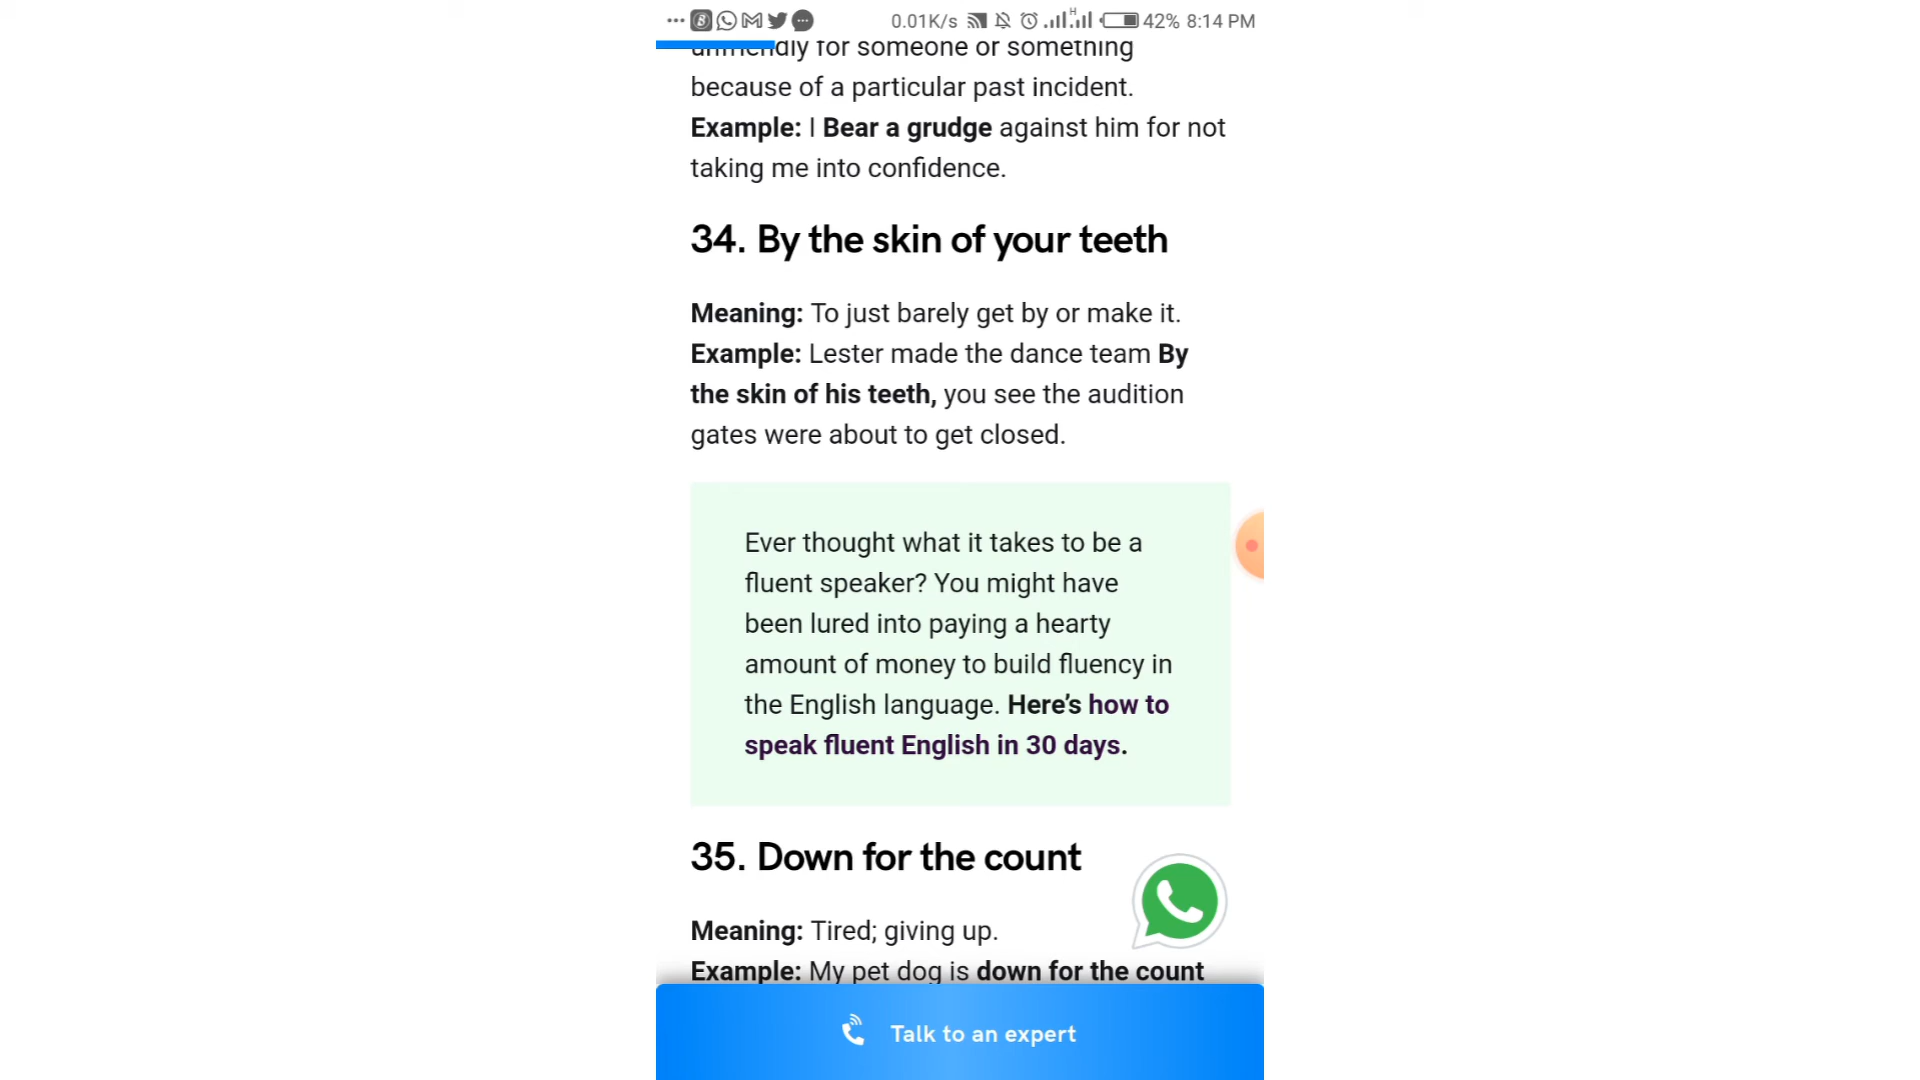 0.01K/s H 42% 8:14 PM
unfriendly for someone or something
because of a particular past incident.
Example: I Bear a grudge against him for not
taking me into confidence.
34. By the skin of your teeth
Meaning: To just barely get by or make it.
Example: Lester made the dance team By
the skin of his teeth, you see the audition
gates were about to get closed.
Ever thought what it takes to be a
fluent speaker? You might have
been lured into paying a hearty
amount of money to build fluency in
the English language. Here’s how to
speak fluent English in 30 days.
35. Down for the count
Meaning: Tired; giving up.
Example: My pet dog is down for the count
Talk to an expert